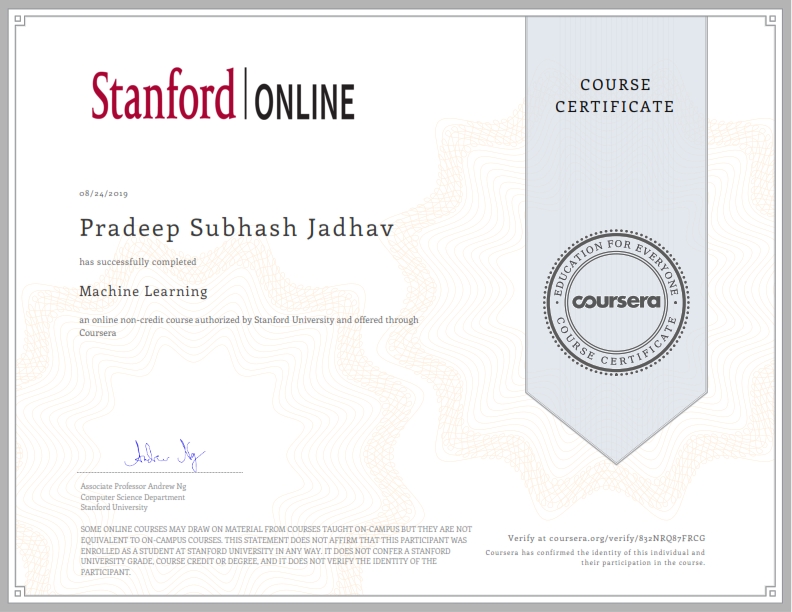 Stanford ONLINE
COURSE
CERTIFICATE
08/24/2019
Pradeep Subhash Jadhav
has successfully completed
Machine Learning
an online non-credit course authorized by Stanford University and offered through
Coursera
EDUCATION FOR EVERYONE
coursera
COURSE CERTIFICATE
Andrew Ng
Associate Professor Andrew Ng
Computer Science Department
Stanford University
SOME ONLINE COURSES MAY DRAW ON MATERIAL FROM COURSES TAUGHT ON-CAMPUS BUT THEY ARE NOT
EQUIVALENT TO ON-CAMPUS COURSES. THIS STATEMENT DOES NOT AFFIRM THAT THIS PARTICIPANT WAS
ENROLLED AS A STUDENT AT STANFORD UNIVERSITY IN ANY WAY. IT DOES NOT CONFER A STANFORD
UNIVERSITY GRADE, COURSE CREDIT OR DEGREE, AND IT DOES NOT VERIFY THE IDENTITY OF THE
PARTICIPANT.
Verify at coursera.org/verify/832NRQ87FRCG
Coursera has confirmed the identity of this individual and
their participation in the course.